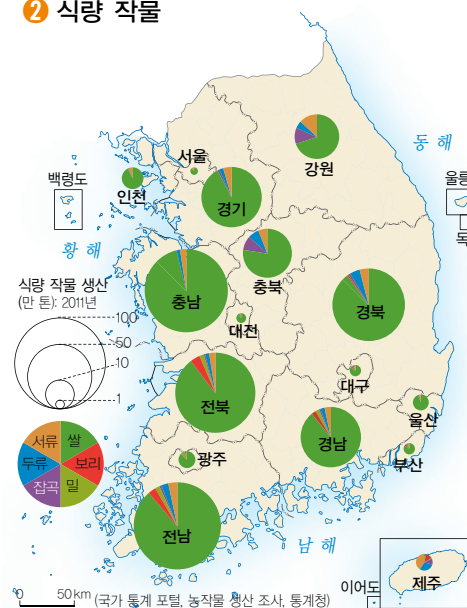 ② 식량 작물
동 해
서울
강원
백령도
인천
울릉
경기
독
황 해
충북
식량 작물 생산
(만 톤): 2011년
충남
경북
100
대전
50
10
대구
1
전북
울산
서류
쌀
경남
두류
보리
광주
부산
잡곡
밀
전남
남 해
이어도
제주
0 50km
(국가 통계 포털, 농작물 생산 조사, 통계청)